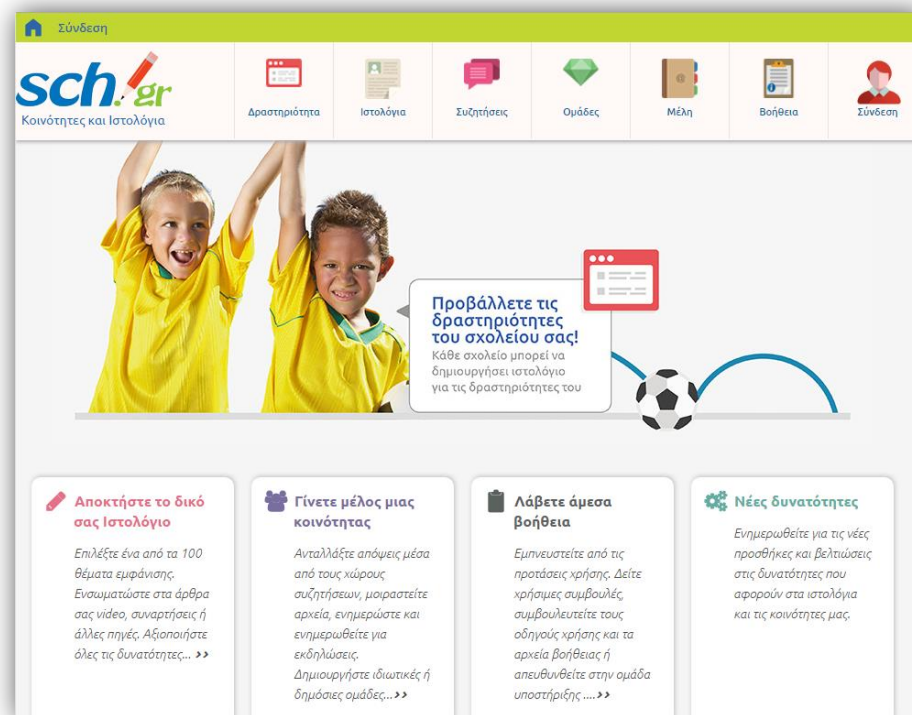 Σύνδεση
sch.gr
Κοινότητες και Ιστολόγια
Δραστηριότητα
Ιστολόγια
Συζητήσεις
Ομάδες
Μέλη
Βοήθεια
Σύνδεση
Προβάλλετε τις
δραστηριότητες
του σχολείου σας!
Κάθε σχολείο μπορεί να
δημιουργήσει ιστολόγιο
για τις δραστηριότητες του
Αποκτήστε το δικό
σας Ιστολόγιο
Επιλέξτε ένα από τα 100
θέματα εμφάνισης.
Ενσωματώστε στα άρθρα
σας video, συναρτήσεις ή
άλλες πηγές. Αξιοποιήστε
όλες τις δυνατότητες... >>
Γίνετε μέλος μιας
κοινότητας
Ανταλλάξτε απόψεις μέσα
από τους χώρους
συζητήσεων, μοιραστείτε
αρχεία, ενημερώστε και
ενημερωθείτε για
εκδηλώσεις.
Δημιουργήστε ιδιωτικές ή
δημόσιες ομάδες...>>
Λάβετε άμεσα
βοήθεια
Εμπνευστείτε από τις
προτάσεις χρήσης. Δείτε
χρήσιμες συμβουλές,
συμβουλευτείτε τους
οδηγούς χρήσης και τα
αρχεία βοήθειας ή
απευθυνθείτε στην ομάδα
υποστήριξης ....>>
Νέες δυνατότητες
Ενημερωθείτε για τις νέες
προσθήκες και βελτιώσεις
στις δυνατότητες που
αφορούν στα ιστολόγια
και τις κοινότητες μας.